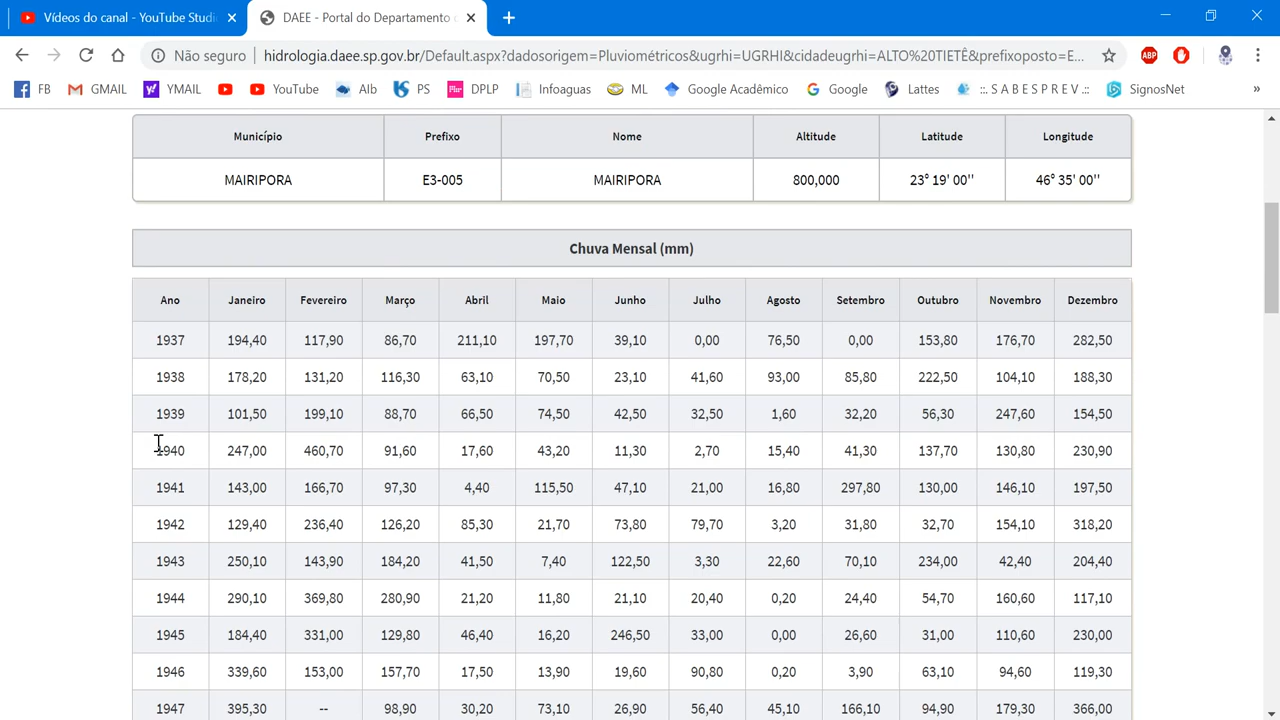 Vídeos do canal - YouTube Studi
DAEE - Portal do Departamento
Não seguro
hidrologia.daee.sp.gov.br/Default.aspx?dadosorigem=Pluviométricos&ugrhi=UGRHI&cidadeugrhi=ALTO%20TIETÊ&prefixoposto=E...
ABP
FB GMAIL YMAIL YouTube Alb PS DPLP Infoaguas ML Google Acadêmico Google Lattes :: S A B E S P R E V .:: SignosNet »
Município Prefixo Nome Altitude Latitude Longitude
MAIRIPORA E3-005 MAIRIPORA 800,000 23° 19' 00'' 46° 35' 00''
Chuva Mensal (mm)
Ano Janeiro Fevereiro Março Abril Maio Junho Julho Agosto Setembro Outubro Novembro Dezembro
1937 194,40 117,90 86,70 211,10 197,70 39,10 0,00 76,50 0,00 153,80 176,70 282,50
1938 178,20 131,20 116,30 63,10 70,50 23,10 41,60 93,00 85,80 222,50 104,10 188,30
1939 101,50 199,10 88,70 66,50 74,50 42,50 32,50 1,60 32,20 56,30 247,60 154,50
1940 247,00 460,70 91,60 17,60 43,20 11,30 2,70 15,40 41,30 137,70 130,80 230,90
1941 143,00 166,70 97,30 4,40 115,50 47,10 21,00 16,80 297,80 130,00 146,10 197,50
1942 129,40 236,40 126,20 85,30 21,70 73,80 79,70 3,20 31,80 32,70 154,10 318,20
1943 250,10 143,90 184,20 41,50 7,40 122,50 3,30 22,60 70,10 234,00 42,40 204,40
1944 290,10 369,80 280,90 21,20 11,80 21,10 20,40 0,20 24,40 54,70 160,60 117,10
1945 184,40 331,00 129,80 46,40 16,20 246,50 33,00 0,00 26,60 31,00 110,60 230,00
1946 339,60 153,00 157,70 17,50 13,90 19,60 90,80 0,20 3,90 63,10 94,60 119,30
1947 395,30 -- 98,90 30,20 73,10 26,90 56,40 45,10 166,10 94,90 179,30 366,00